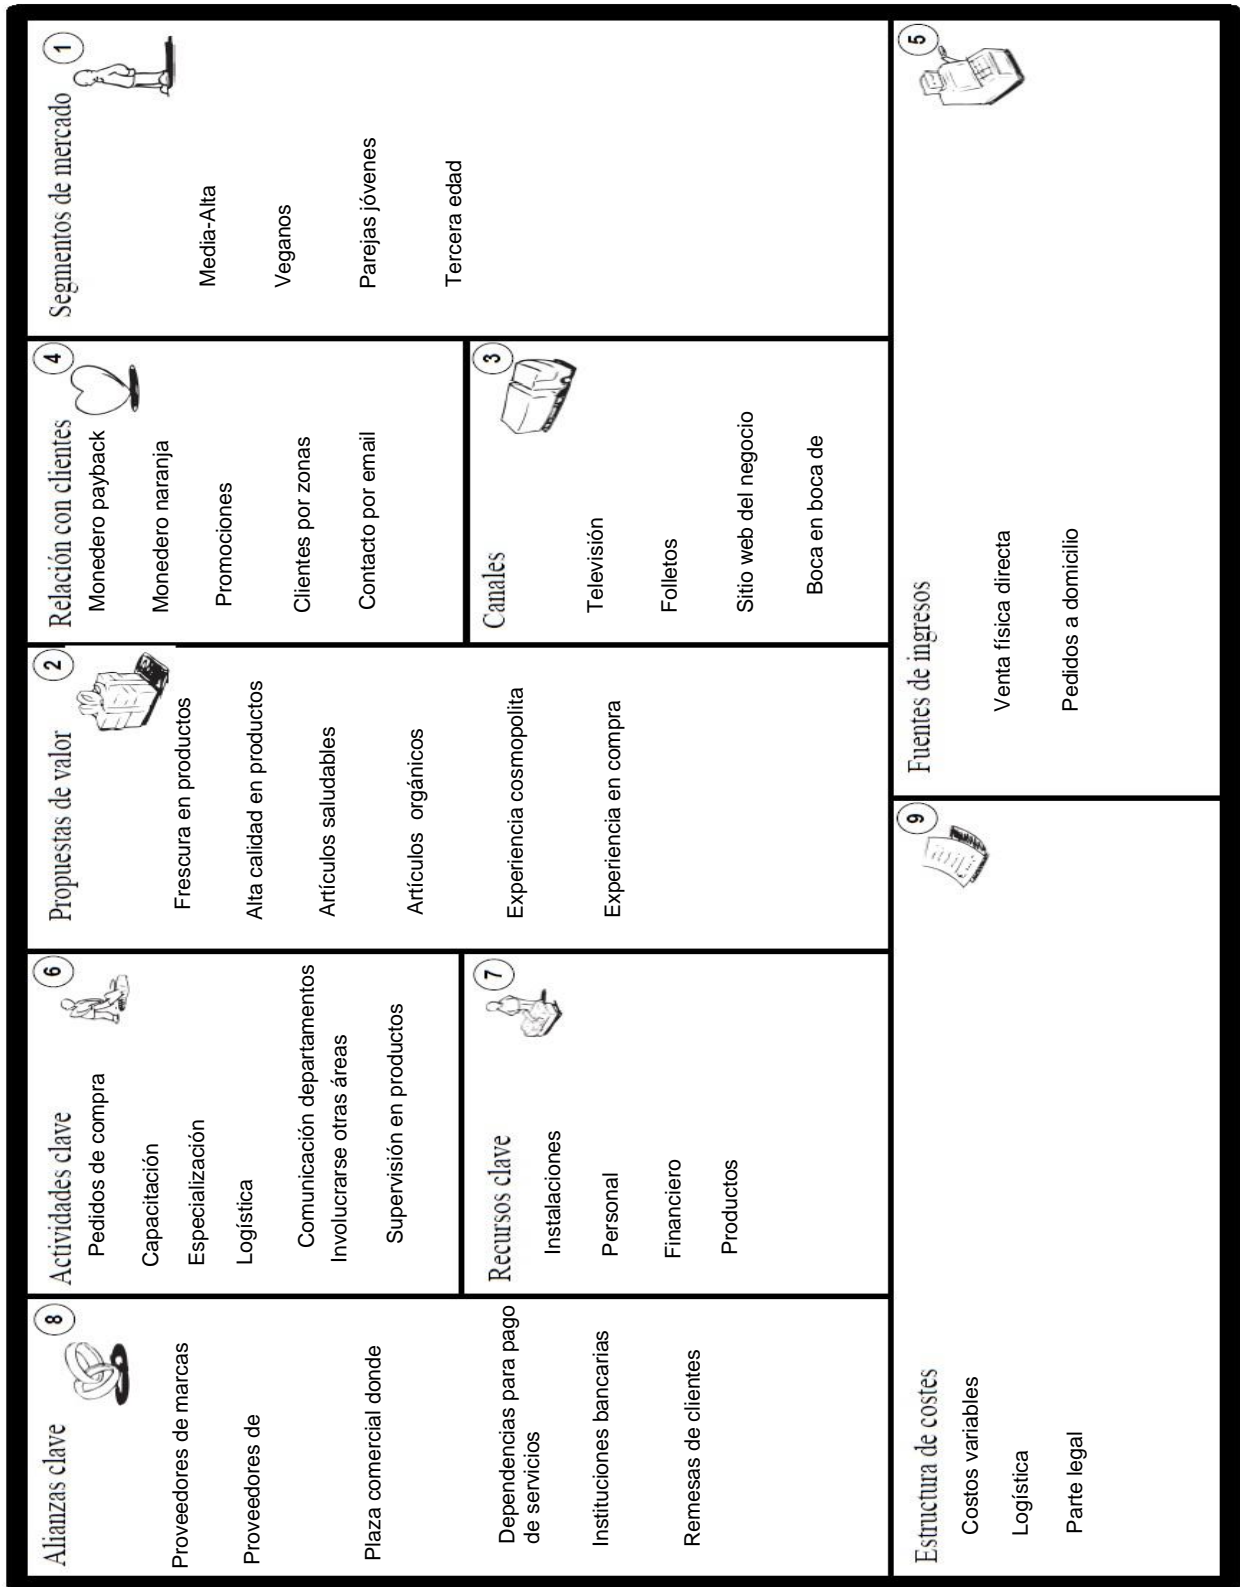 Alianzas clave
8
Proveedores de marcas
Proveedores de
Plaza comercial donde
Dependencias para pago
de servicios
Instituciones bancarias
Remesas de clientes
Actividades clave
6
Pedidos de compra
Capacitación
Especialización
Logística
Comunicación departamentos
Involucrarse otras áreas
Supervisión en productos
Recursos clave
7
Instalaciones
Personal
Financiero
Productos
Propuestas de valor
2
Frescura en productos
Alta calidad en productos
Artículos saludables
Artículos orgánicos
Experiencia cosmopolita
Experiencia en compra
Relación con clientes
4
Monedero payback
Monedero naranja
Promociones
Clientes por zonas
Contacto por email
Canales
3
Televisión
Folletos
Sitio web del negocio
Boca en boca de
Segmentos de mercado
1
Media-Alta
Veganos
Parejas jóvenes
Tercera edad
Estructura de costes
9
Costos variables
Logística
Parte legal
Fuentes de ingresos
5
Venta física directa
Pedidos a domicilio